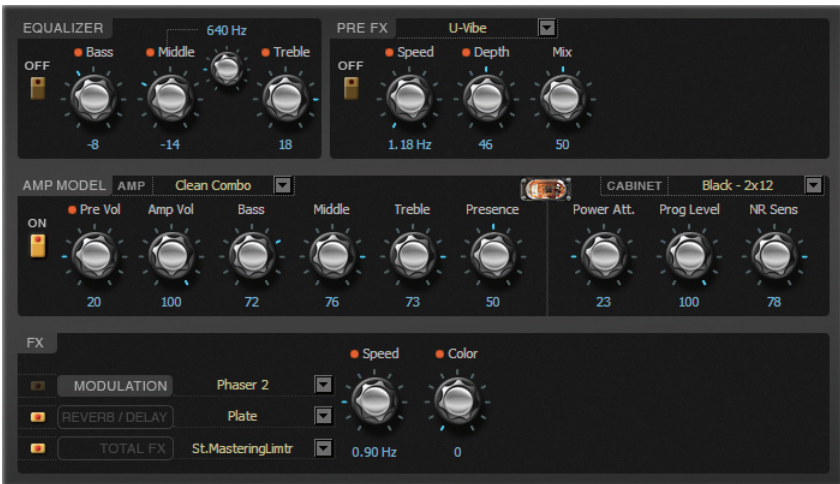 EQUALIZER 640 Hz
OFF Bass Middle Treble
-8 -14 18
PRE FX U-Vibe
OFF Speed Depth Mix
1.18 Hz 46 50
AMP MODEL AMP Clean Combo CABINET Black - 2x12
ON Pre Vol Amp Vol Bass Middle Treble Presence Power Att. Prog Level NR Sens
20 100 72 76 73 50 23 100 78
FX
Speed Color
MODULATION Phaser 2
REVERB / DELAY Plate
TOTAL FX St.MasteringLimtr
0.90 Hz 0